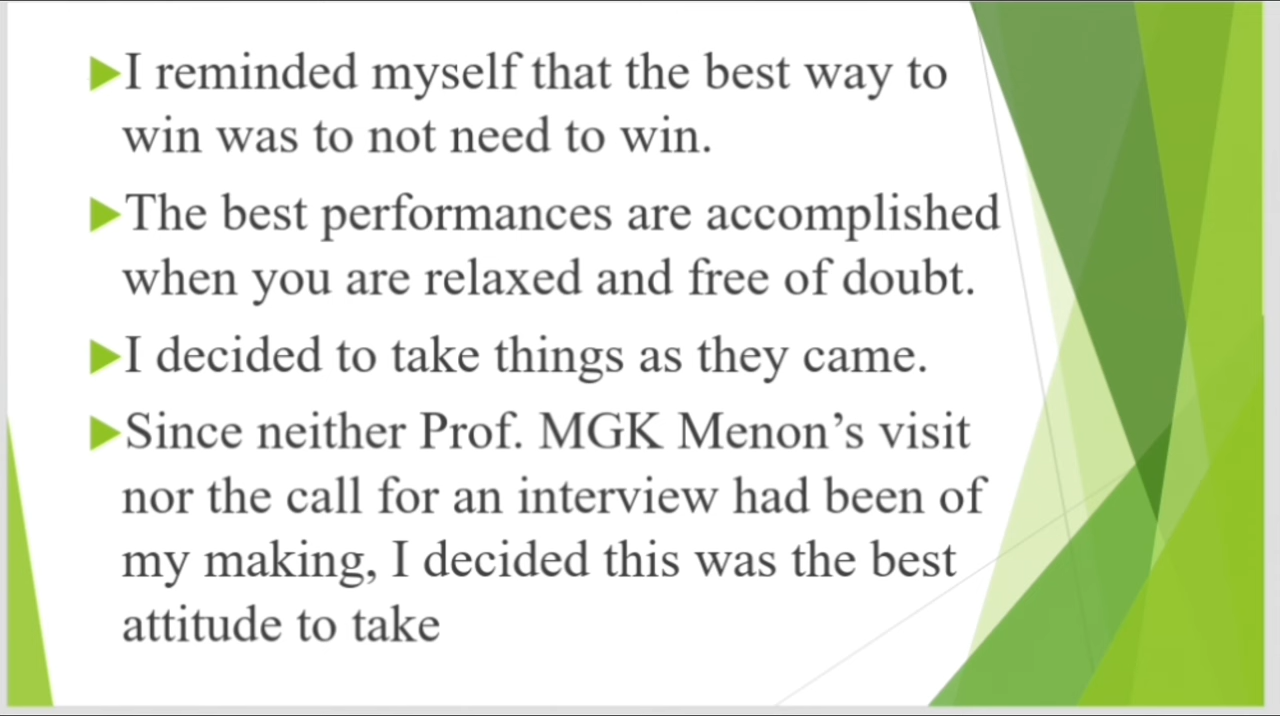 I reminded myself that the best way to
win was to not need to win.
The best performances are accomplished
when you are relaxed and free of doubt.
I decided to take things as they came.
Since neither Prof. MGK Menon’s visit
nor the call for an interview had been of
my making, I decided this was the best
attitude to take